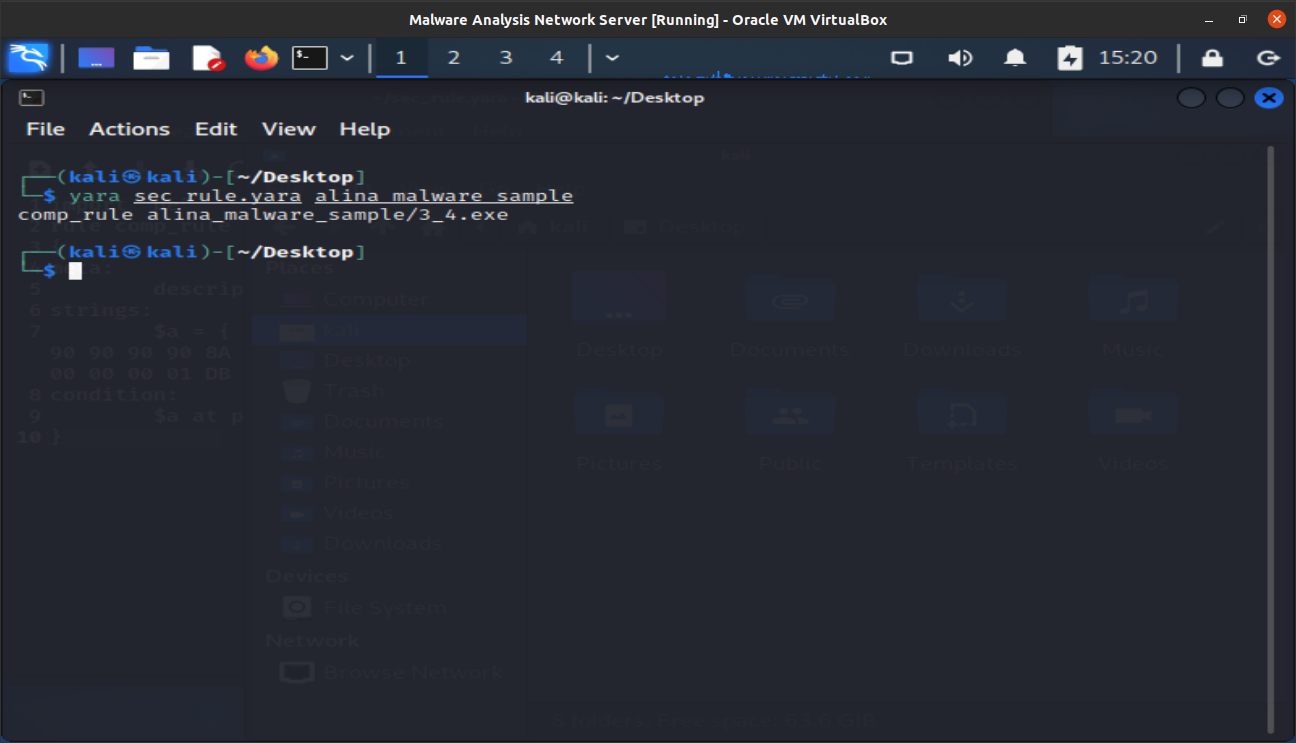 Malware Analysis Network Server [Running] - Oracle VM VirtualBox
1 2 3 4 15:20
kali@kali: ~/Desktop
File Actions Edit View Help
(kali㉿kali)-[~/Desktop]
$ yara sec_rule.yara alina_malware_sample
comp_rule alina_malware_sample/3_4.exe
(kali㉿kali)-[~/Desktop]
$
Places
Computer
kali
Desktop
Trash
Documents
Music
Pictures
Videos
Downloads
Devices
File System
Network
Browse Network
kali Desktop
Desktop Documents Downloads Music
Pictures Public Templates Videos
8 folders, Free space: 63.6 GiB
2 rule comp_rule
5 descrip
6 strings:
7 $a = {
90 90 90 90 8A
00 00 00 01 DB
8 condition:
9 $a at p
10 }